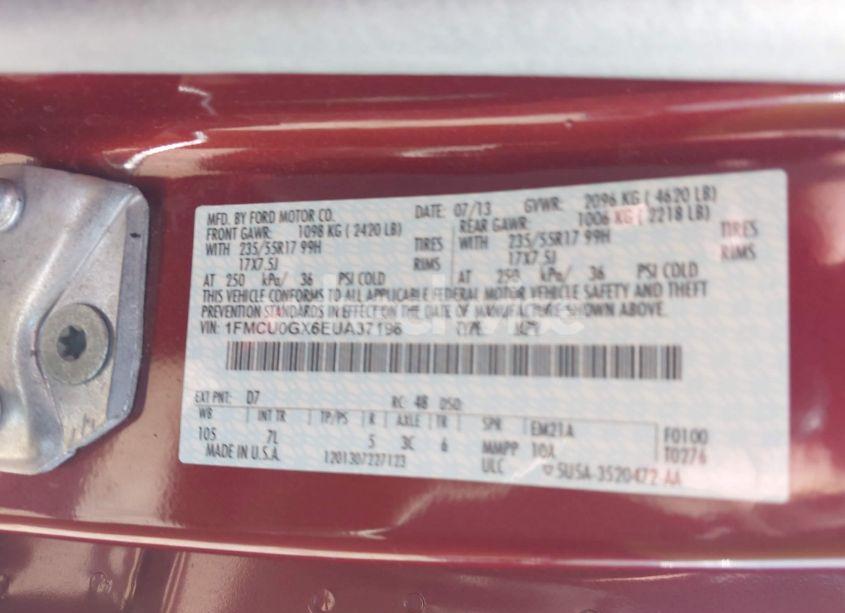 MFD. BY FORD MOTOR CO.
DATE: 07/13 GVWR: 2096 KG ( 4620 LB)
FRONT GAWR: 1098 KG ( 2420 LB)
REAR GAWR: 1006 KG ( 2218 LB)
WITH 235/55R17 99H TIRES
WITH 235/55R17 99H TIRES
17X7.5J RIMS
17X7.5J RIMS
AT 250 kPa/ 36 PSI COLD
AT 250 kPa/ 36 PSI COLD
THIS VEHICLE CONFORMS TO ALL APPLICABLE FEDERAL MOTOR VEHICLE SAFETY AND THEFT
PREVENTION STANDARDS IN EFFECT ON THE DATE OF MANUFACTURE SHOWN ABOVE.
VIN: 1FMCU0GX6EUA37196 TYPE: MPV
EXT PNT: D7 RC: 48 DSO:
WB INT TR TP/PS R AXLE TR SPR EM21A F0100
105 7L 5 3C 6 MMPP 10A T0276
MADE IN U.S.A. 1201307227123 ULC SU5A-3520472-AA